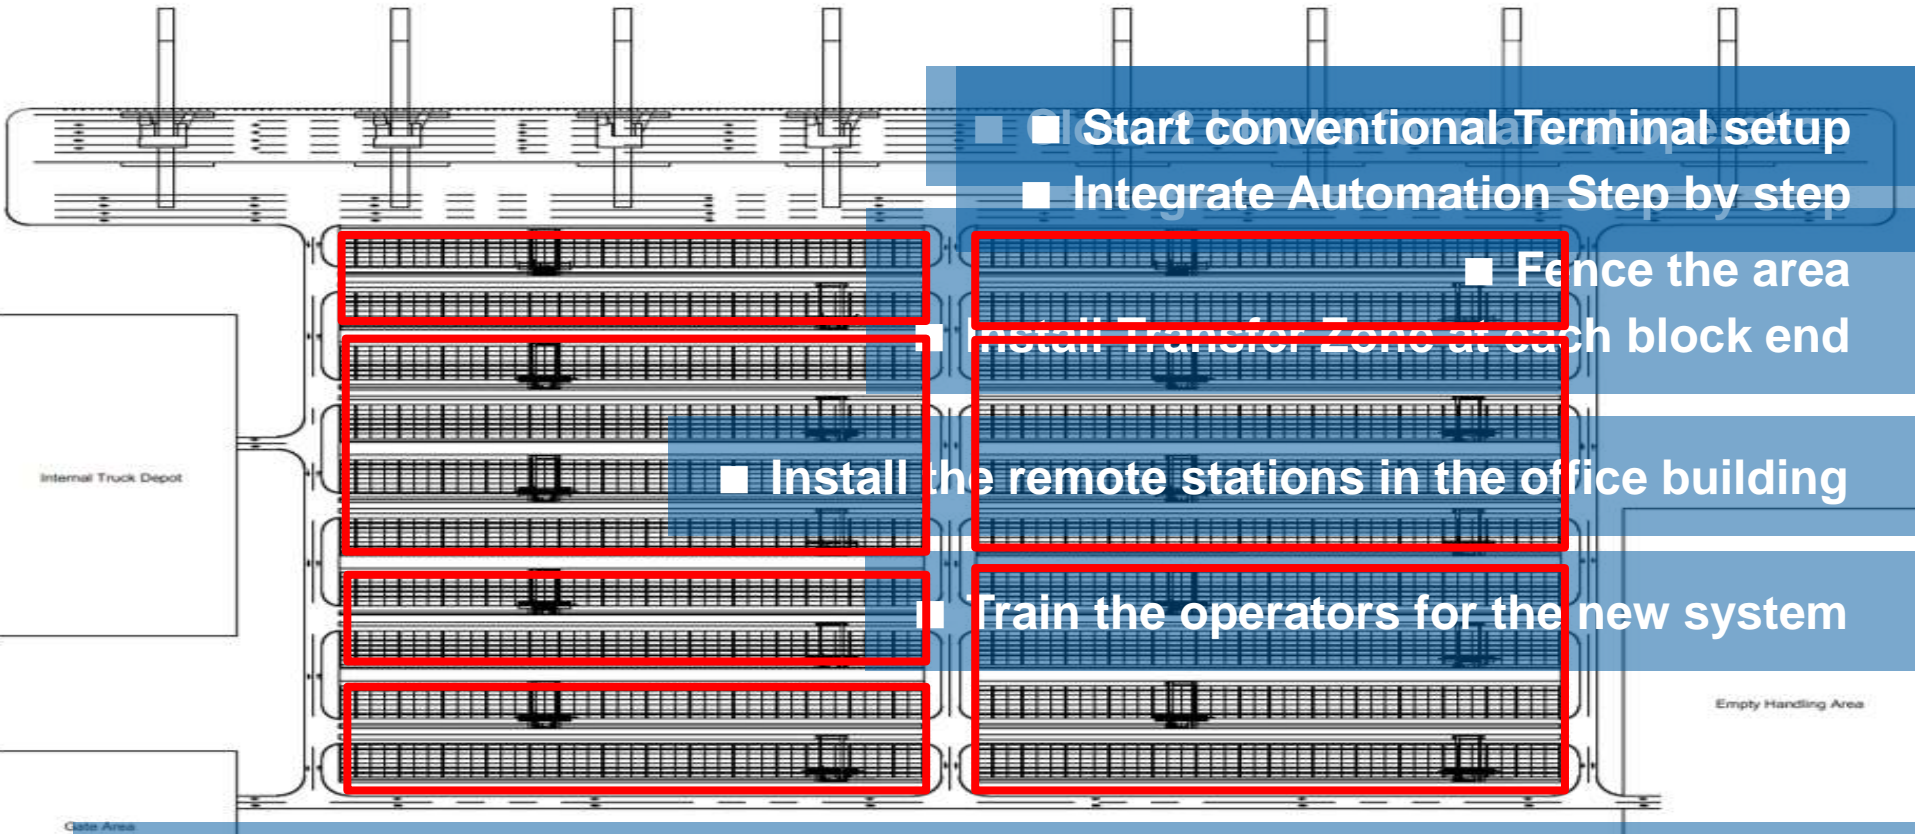 ■ Start conventional Terminal setup
■ Integrate Automation Step by step
■ Fence the area
■ Install Transfer Zone at each block end
Internal Truck Depot
■ Install the remote stations in the office building
■ Train the operators for the new system
Empty Handling Area
Gate Area